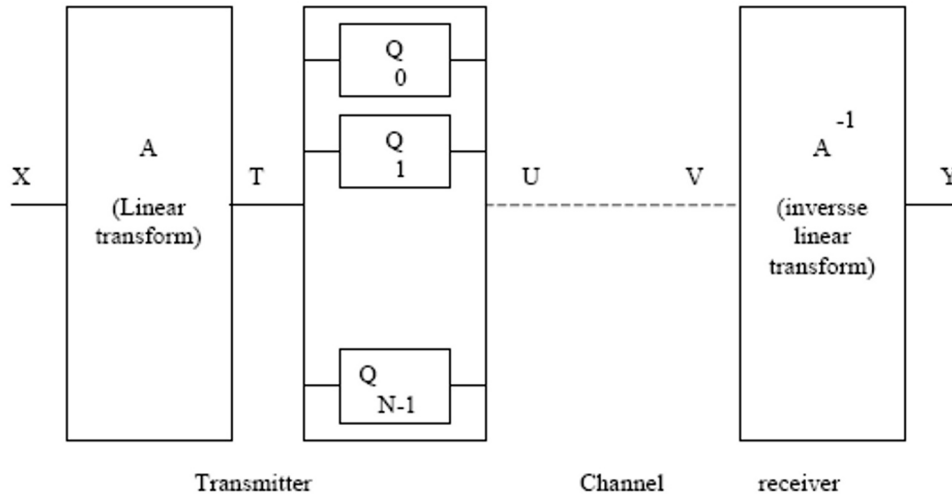 Q
0
Q
1
-1
A
A
X
T
U
V
Y
(Linear
transform)
(inversse
linear
transform)
Q
N-1
Transmitter
Channel
receiver